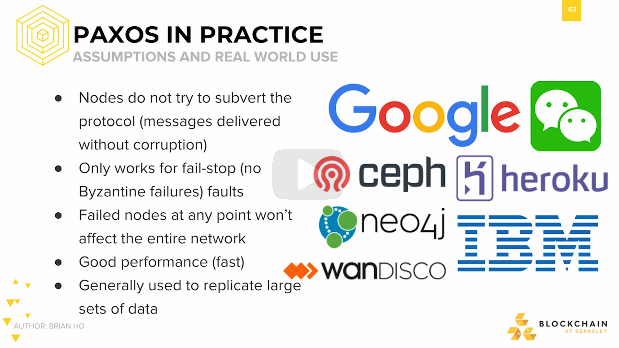 63
PAXOS IN PRACTICE
ASSUMPTIONS AND REAL WORLD USE
● Nodes do not try to subvert the
protocol (messages delivered
without corruption)
● Only works for fail-stop (no
Byzantine failures) faults
● Failed nodes at any point won't
affect the entire network
● Good performance (fast)
● Generally used to replicate large
sets of data
Google
ceph
heroku
neo4j
IBM
WANDISCO
AUTHOR: BRIAN HO
BLOCKCHAIN
AT BERKELEY